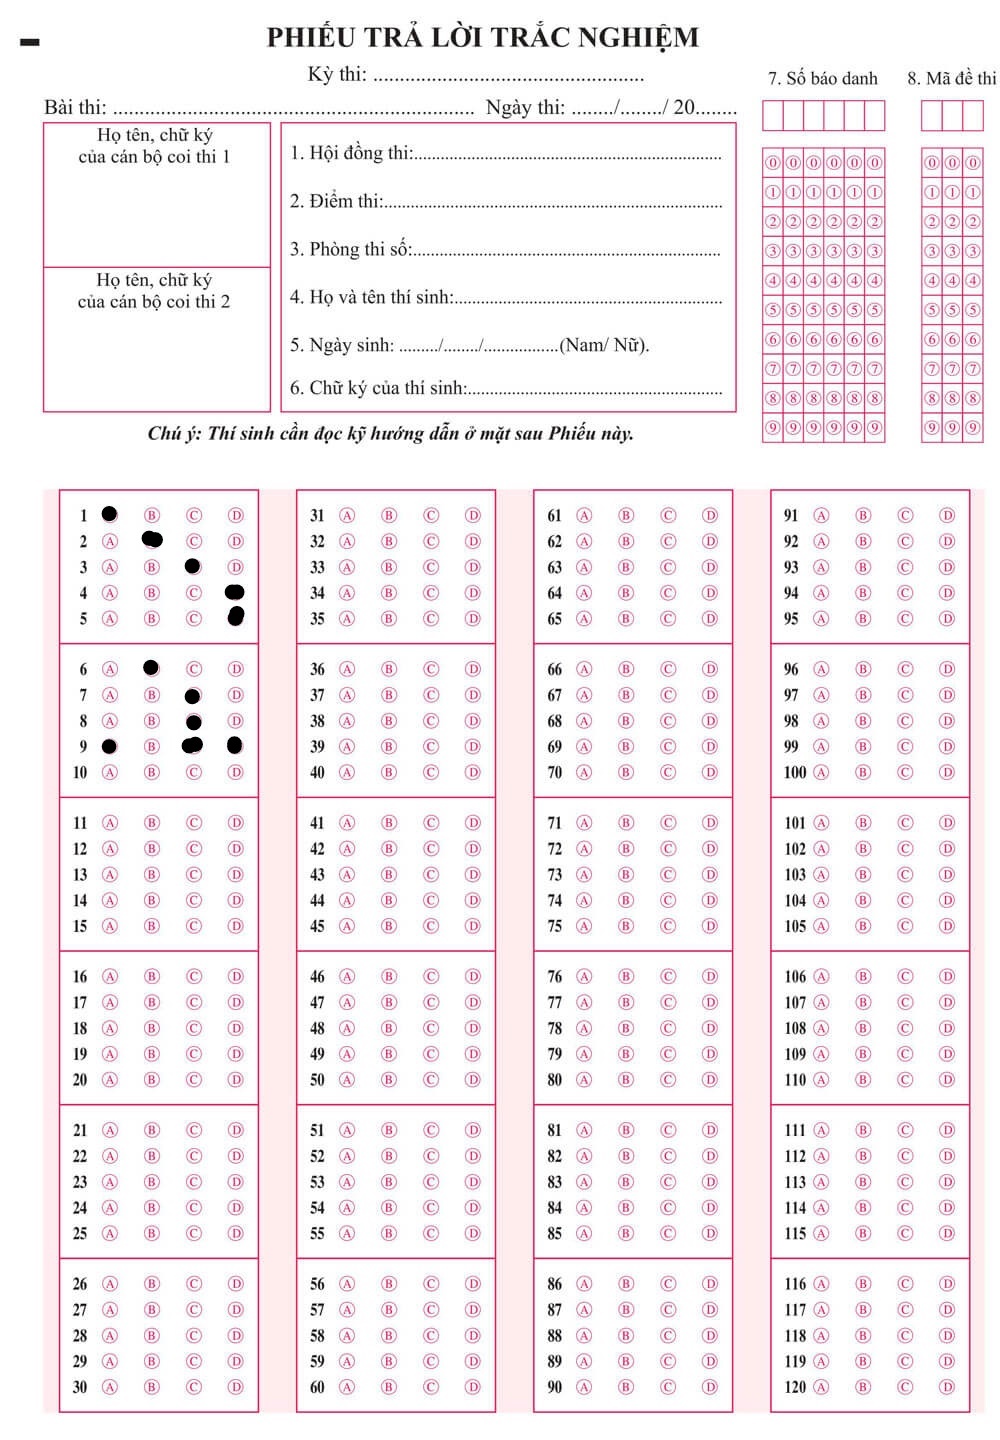 PHIẾU TRẢ LỜI TRẮC NGHIỆM
Kỳ thi: .....................................................
Bài thi: ....................................................................... Ngày thi: ......../......../ 20........
7. Số báo danh
8. Mã đề thi
Họ tên, chữ ký
của cán bộ coi thi 1
Họ tên, chữ ký
của cán bộ coi thi 2
1. Hội đồng thi:......................................................................
2. Điểm thi:.............................................................................
3. Phòng thi số:......................................................................
4. Họ và tên thí sinh:.............................................................
5. Ngày sinh: ........./......../.................(Nam/ Nữ).
6. Chữ ký của thí sinh:..........................................................
0 0 0 0 0 0 0 0 0
1 1 1 1 1 1 1 1 1
2 2 2 2 2 2 2 2 2
3 3 3 3 3 3 3 3 3
4 4 4 4 4 4 4 4 4
5 5 5 5 5 5 5 5 5
6 6 6 6 6 6 6 6 6
7 7 7 7 7 7 7 7 7
8 8 8 8 8 8 8 8 8
9 9 9 9 9 9 9 9 9
Chú ý: Thí sinh cần đọc kỹ hướng dẫn ở mặt sau Phiếu này.
1 B C D
2 A C D
3 A B D
4 A B C
5 A B C
6 A C D
7 A B D
8 A B D
9 B
10 A B C D
11 A B C D
12 A B C D
13 A B C D
14 A B C D
15 A B C D
16 A B C D
17 A B C D
18 A B C D
19 A B C D
20 A B C D
21 A B C D
22 A B C D
23 A B C D
24 A B C D
25 A B C D
26 A B C D
27 A B C D
28 A B C D
29 A B C D
30 A B C D
31 A B C D
32 A B C D
33 A B C D
34 A B C D
35 A B C D
36 A B C D
37 A B C D
38 A B C D
39 A B C D
40 A B C D
41 A B C D
42 A B C D
43 A B C D
44 A B C D
45 A B C D
46 A B C D
47 A B C D
48 A B C D
49 A B C D
50 A B C D
51 A B C D
52 A B C D
53 A B C D
54 A B C D
55 A B C D
56 A B C D
57 A B C D
58 A B C D
59 A B C D
60 A B C D
61 A B C D
62 A B C D
63 A B C D
64 A B C D
65 A B C D
66 A B C D
67 A B C D
68 A B C D
69 A B C D
70 A B C D
71 A B C D
72 A B C D
73 A B C D
74 A B C D
75 A B C D
76 A B C D
77 A B C D
78 A B C D
79 A B C D
80 A B C D
81 A B C D
82 A B C D
83 A B C D
84 A B C D
85 A B C D
86 A B C D
87 A B C D
88 A B C D
89 A B C D
90 A B C D
91 A B C D
92 A B C D
93 A B C D
94 A B C D
95 A B C D
96 A B C D
97 A B C D
98 A B C D
99 A B C D
100 A B C D
101 A B C D
102 A B C D
103 A B C D
104 A B C D
105 A B C D
106 A B C D
107 A B C D
108 A B C D
109 A B C D
110 A B C D
111 A B C D
112 A B C D
113 A B C D
114 A B C D
115 A B C D
116 A B C D
117 A B C D
118 A B C D
119 A B C D
120 A B C D